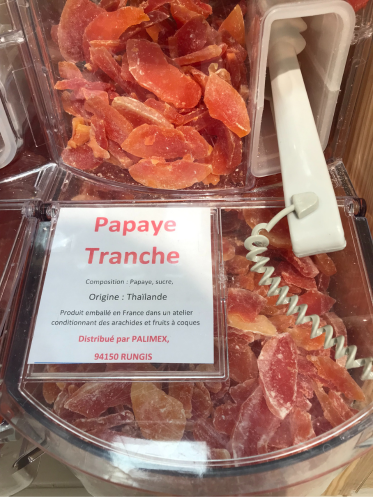 Papaye
Tranche
Composition : Papaye, sucre,
Origine : Thaïlande
Produit emballé en France dans un atelier
conditionnant des arachides et fruits à coques
Distribué par PALIMEX,
94150 RUNGIS